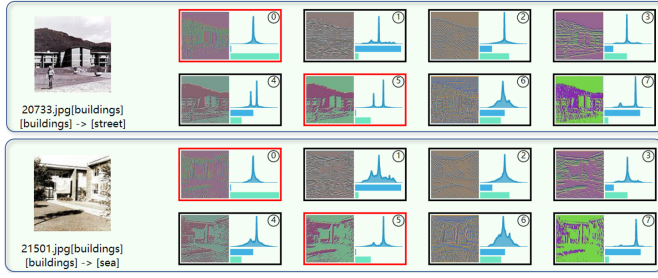 0 1 2 3
4 5 6 7
20733.jpg[buildings]
[buildings] -> [street]
0 1 2 3
4 5 6 7
21501.jpg[buildings]
[buildings] -> [sea]